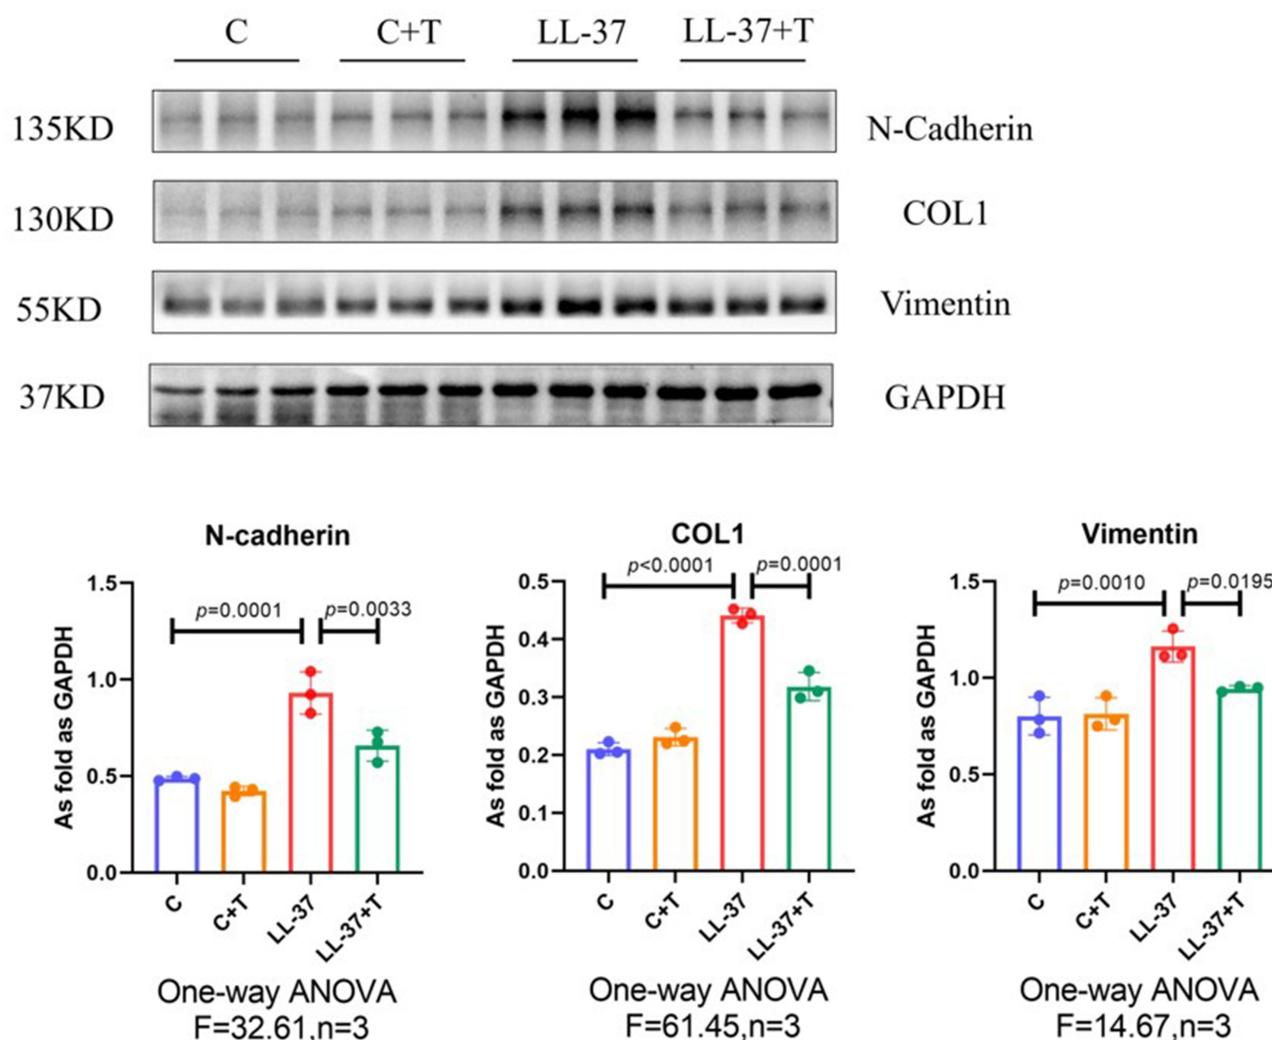 C C+T LL-37 LL-37+T
135KD N-Cadherin
130KD COL1
55KD Vimentin
37KD GAPDH
N-cadherin
p=0.0001 p=0.0033
As fold as GAPDH
1.5
1.0
0.5
0.0
C C+T LL-37 LL-37+T
One-way ANOVA
F=32.61,n=3
COL1
p<0.0001 p=0.0001
As fold as GAPDH
0.5
0.4
0.3
0.2
0.1
0.0
C C+T LL-37 LL-37+T
One-way ANOVA
F=61.45,n=3
Vimentin
p=0.0010 p=0.0195
As fold as GAPDH
1.5
1.0
0.5
0.0
C C+T LL-37 LL-37+T
One-way ANOVA
F=14.67,n=3